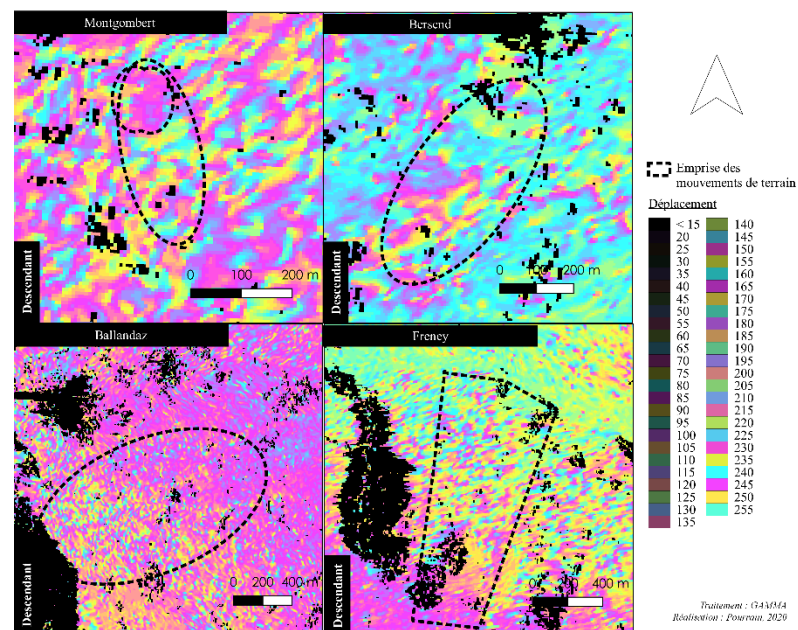 Montgombert
Bersend
Descendant
0 100 200 m
Descendant
0 100 200 m
Ballandaz
Freney
Descendant
0 200 400 m
Descendant
0 200 400 m
Emprise des
mouvements de terrain
Déplacement
< 15 140
20 145
25 150
30 155
35 160
40 165
45 170
50 175
55 180
60 185
65 190
70 195
75 200
80 205
85 210
90 215
95 220
100 225
105 230
110 235
115 240
120 245
125 250
130 255
135
Traitement : GAMMA
Réalisation : Pourrain, 2020